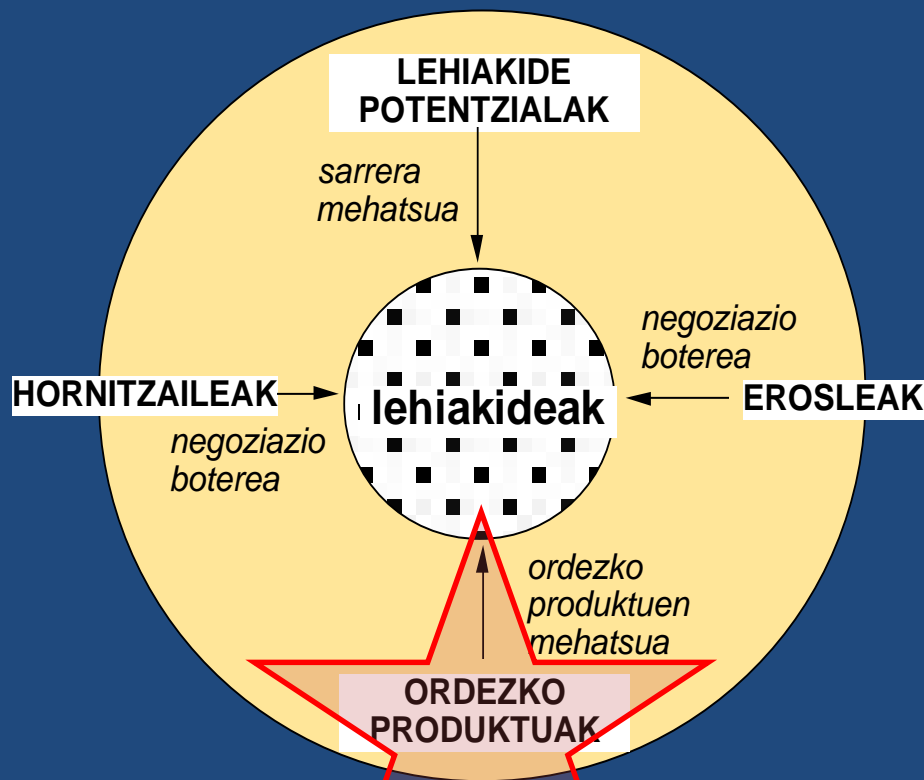 LEHIAKIDE
POTENTZIALAK
sarrera
mehatsua
negoziazio
boterea
HORNITZAILEAK
lehiakideak
EROSLEAK
negoziazio
boterea
ordezko
produktuen
mehatsua
ORDEZKO
PRODUKTUAK